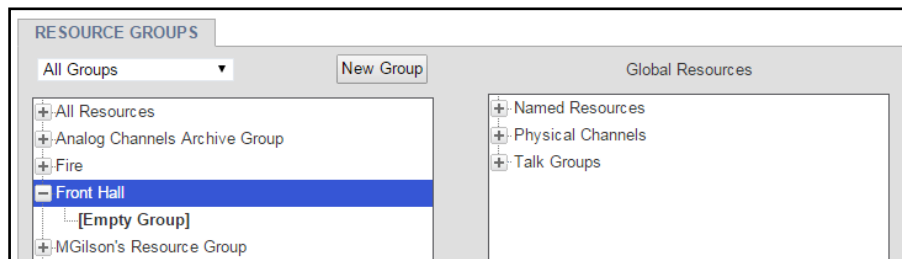 RESOURCE GROUPS
All Groups
New Group
Global Resources
All Resources
Analog Channels Archive Group
Fire
Front Hall
[Empty Group]
MGilson's Resource Group
Named Resources
Physical Channels
Talk Groups